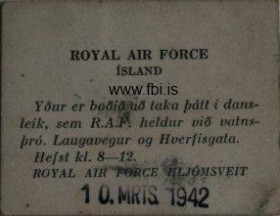 ROYAL AIR FORCE
ÍSLAND
www.fbi.is
Yður er boðið að taka þátt í dans-
leik, sem R.A.F. heldur við vatns-
þró. Laugavegur og Hverfisgata.
Hefst kl. 8—12.
ROYAL AIR FORCE HLJÓMSVEIT
10. MRTS. 1942